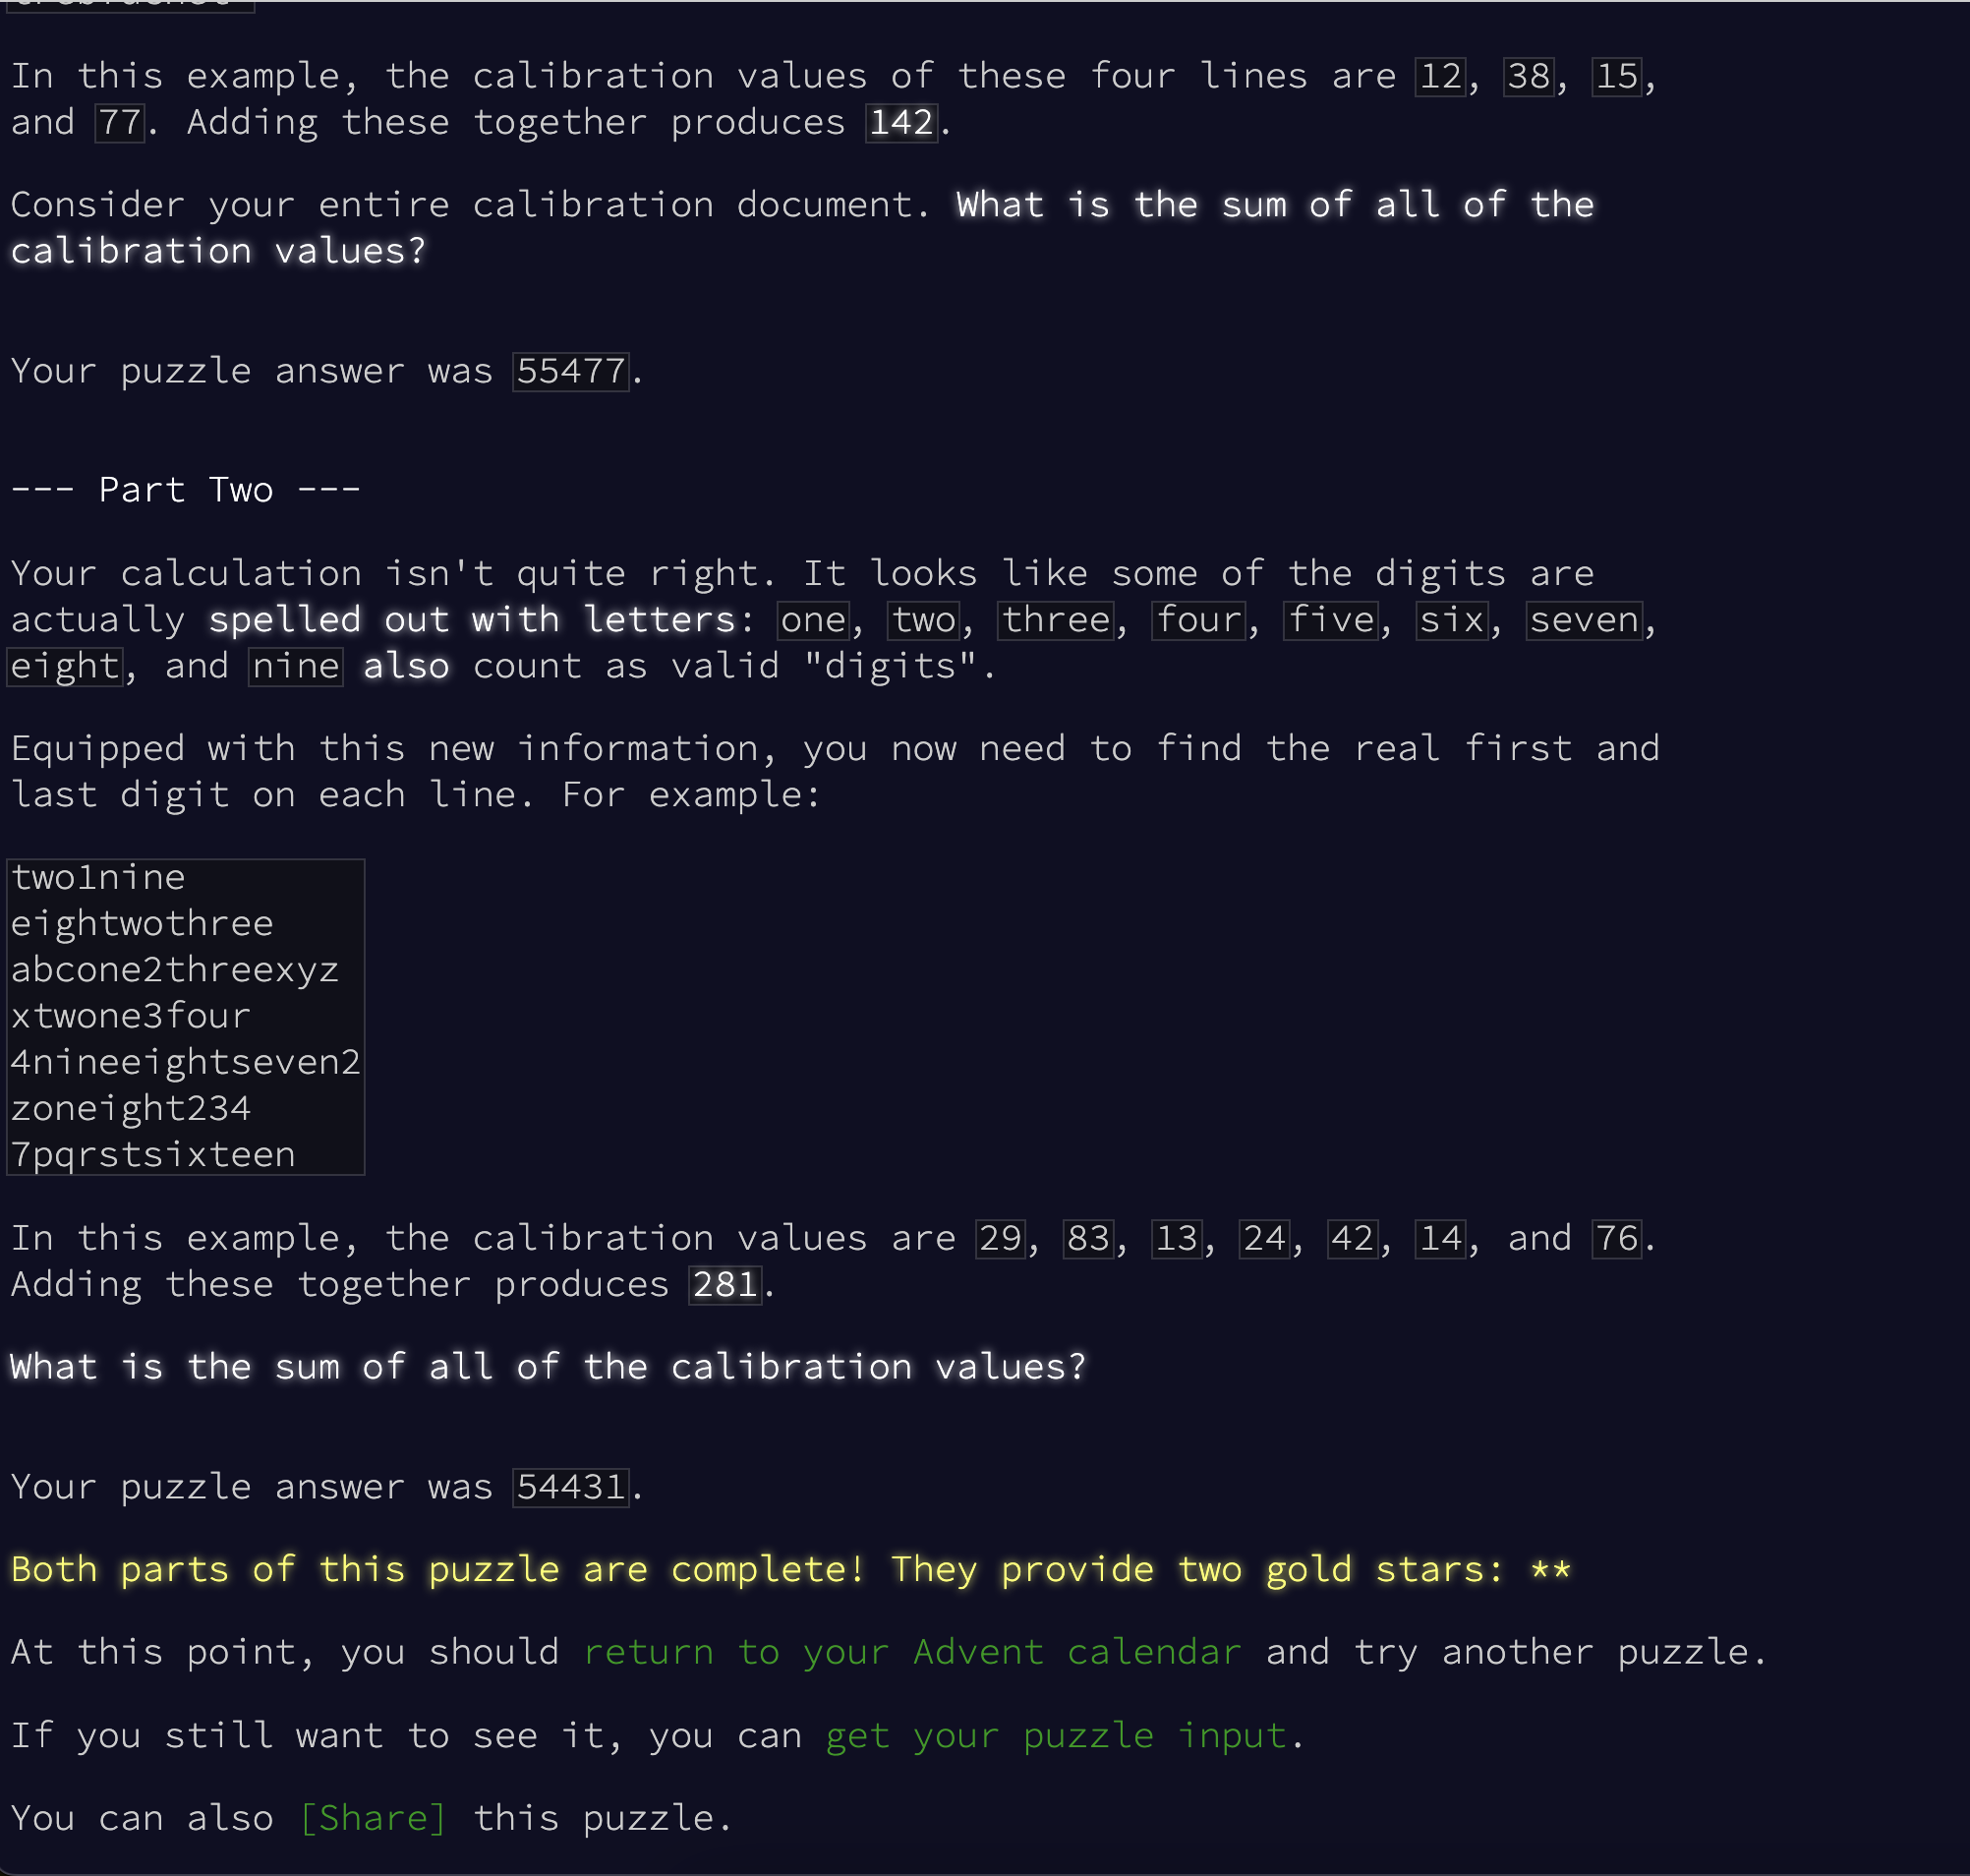 In this example, the calibration values of these four lines are 12, 38, 15,
and 77. Adding these together produces 142.
Consider your entire calibration document. What is the sum of all of the
calibration values?
Your puzzle answer was 55477.
--- Part Two ---
Your calculation isn't quite right. It looks like some of the digits are
actually spelled out with letters: one, two, three, four, five, six, seven,
eight, and nine also count as valid "digits".
Equipped with this new information, you now need to find the real first and
last digit on each line. For example:
two1nine
eightwothree
abcone2threexyz
xtwone3four
4nineeightseven2
zoneight234
7pqrstsixteen
In this example, the calibration values are 29, 83, 13, 24, 42, 14, and 76.
Adding these together produces 281.
What is the sum of all of the calibration values?
Your puzzle answer was 54431.
Both parts of this puzzle are complete! They provide two gold stars: **
At this point, you should return to your Advent calendar and try another puzzle.
If you still want to see it, you can get your puzzle input.
You can also [Share] this puzzle.